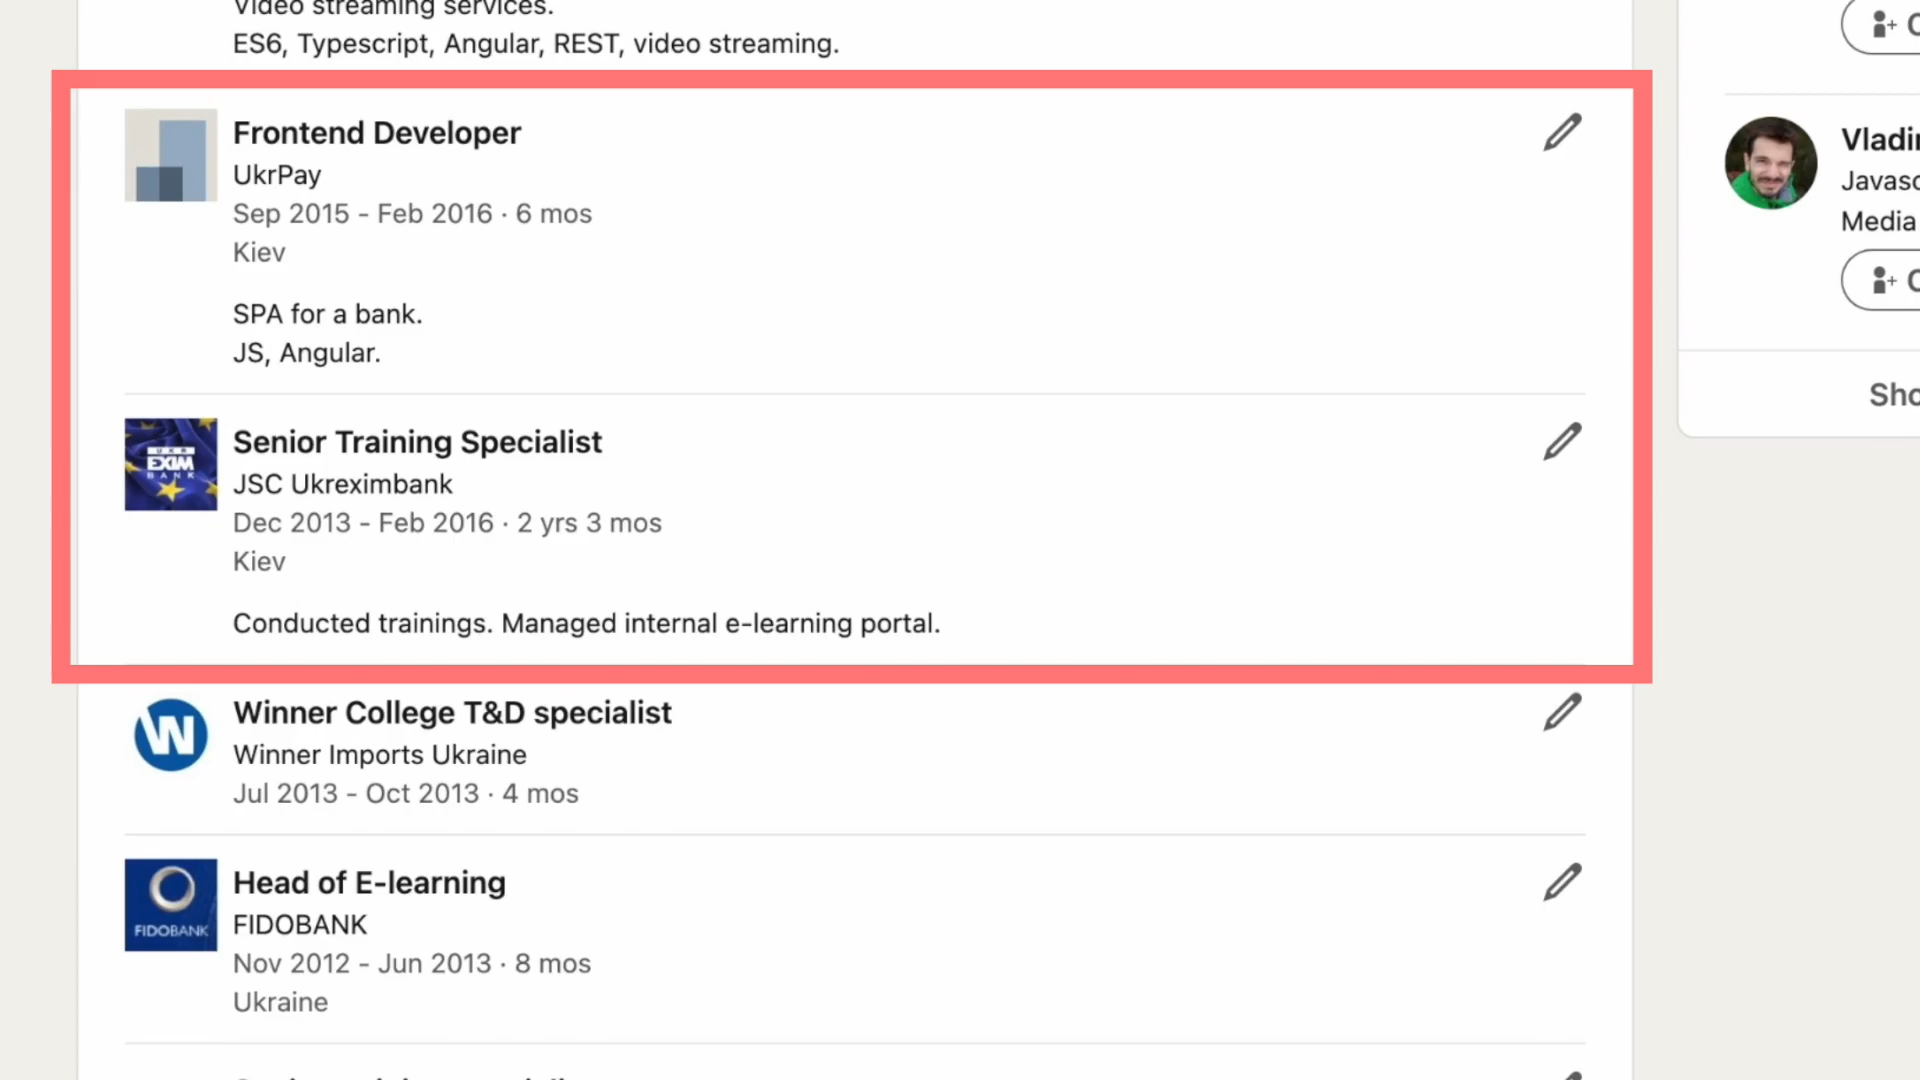 Video streaming services.
ES6, Typescript, Angular, REST, video streaming.
Frontend Developer
UkrPay
Sep 2015 - Feb 2016 · 6 mos
Kiev
SPA for a bank.
JS, Angular.
UKR
EXIM
BANK
Senior Training Specialist
JSC Ukreximbank
Dec 2013 - Feb 2016 · 2 yrs 3 mos
Kiev
Conducted trainings. Managed internal e-learning portal.
W
Winner College T&D specialist
Winner Imports Ukraine
Jul 2013 - Oct 2013 · 4 mos
FIDOBANK
Head of E-learning
FIDOBANK
Nov 2012 - Jun 2013 · 8 mos
Ukraine
Media